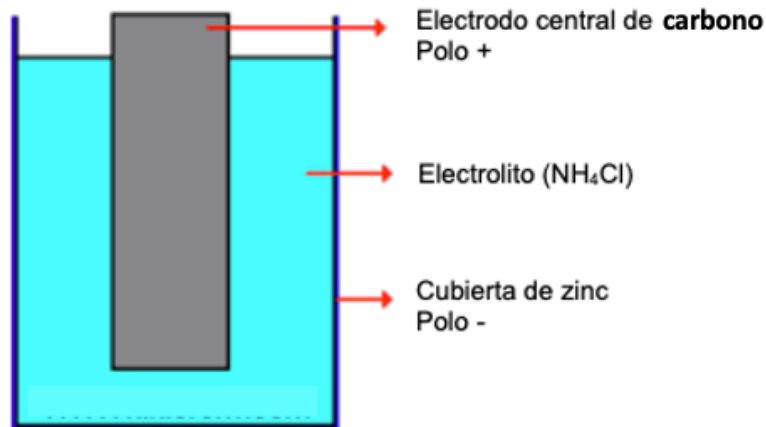 Electrodo central de carbono
Polo +
Electrolito (NH₄Cl)
Cubierta de zinc
Polo -